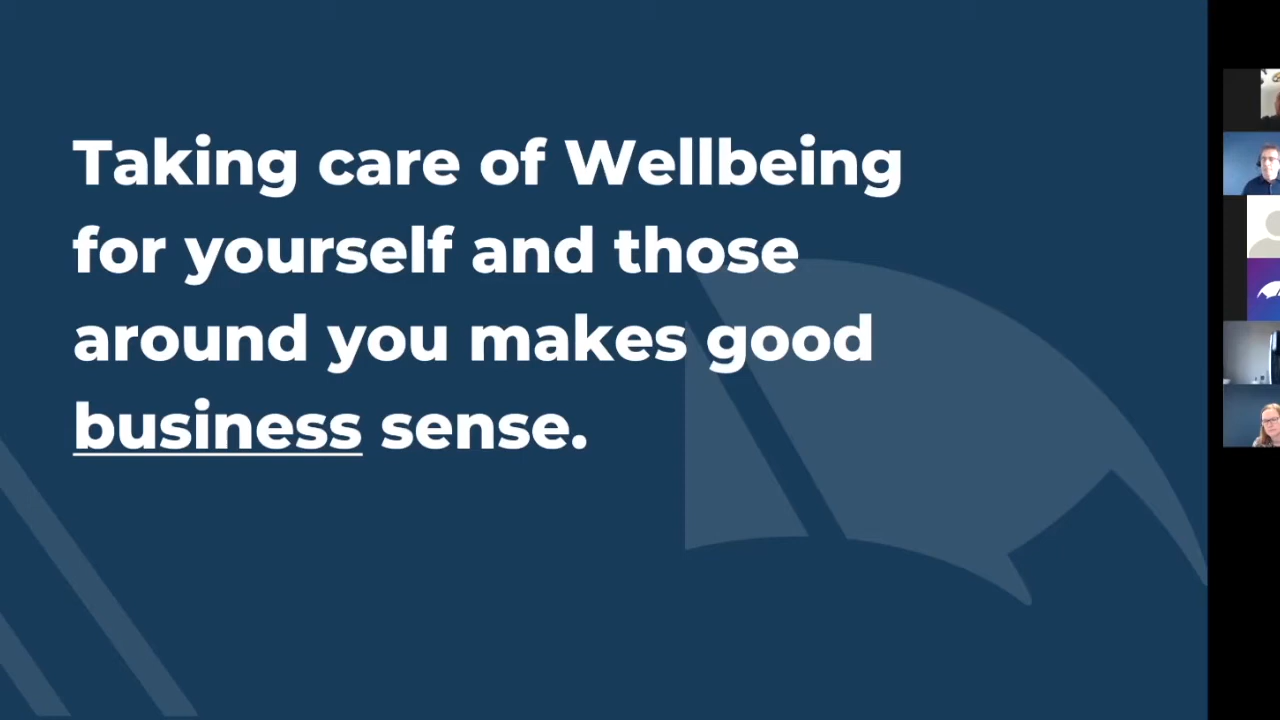 Taking care of Wellbeing
for yourself and those
around you makes good
business sense.